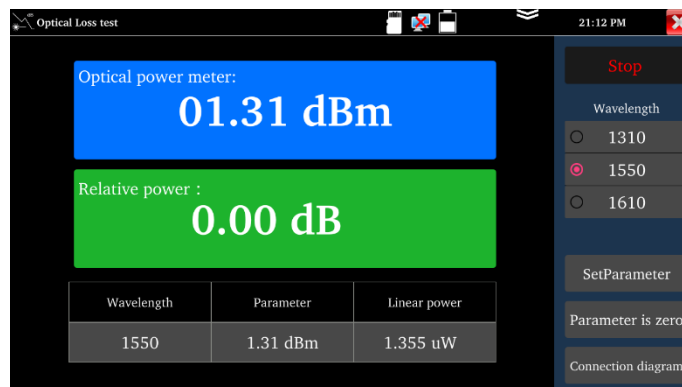 Optical Loss test
21:12 PM
Optical power meter:
01.31 dBm
Relative power :
0.00 dB
Wavelength Parameter Linear power
1550 1.31 dBm 1.355 uW
Stop
Wavelength
1310
1550
1610
SetParameter
Parameter is zero
Connection diagram